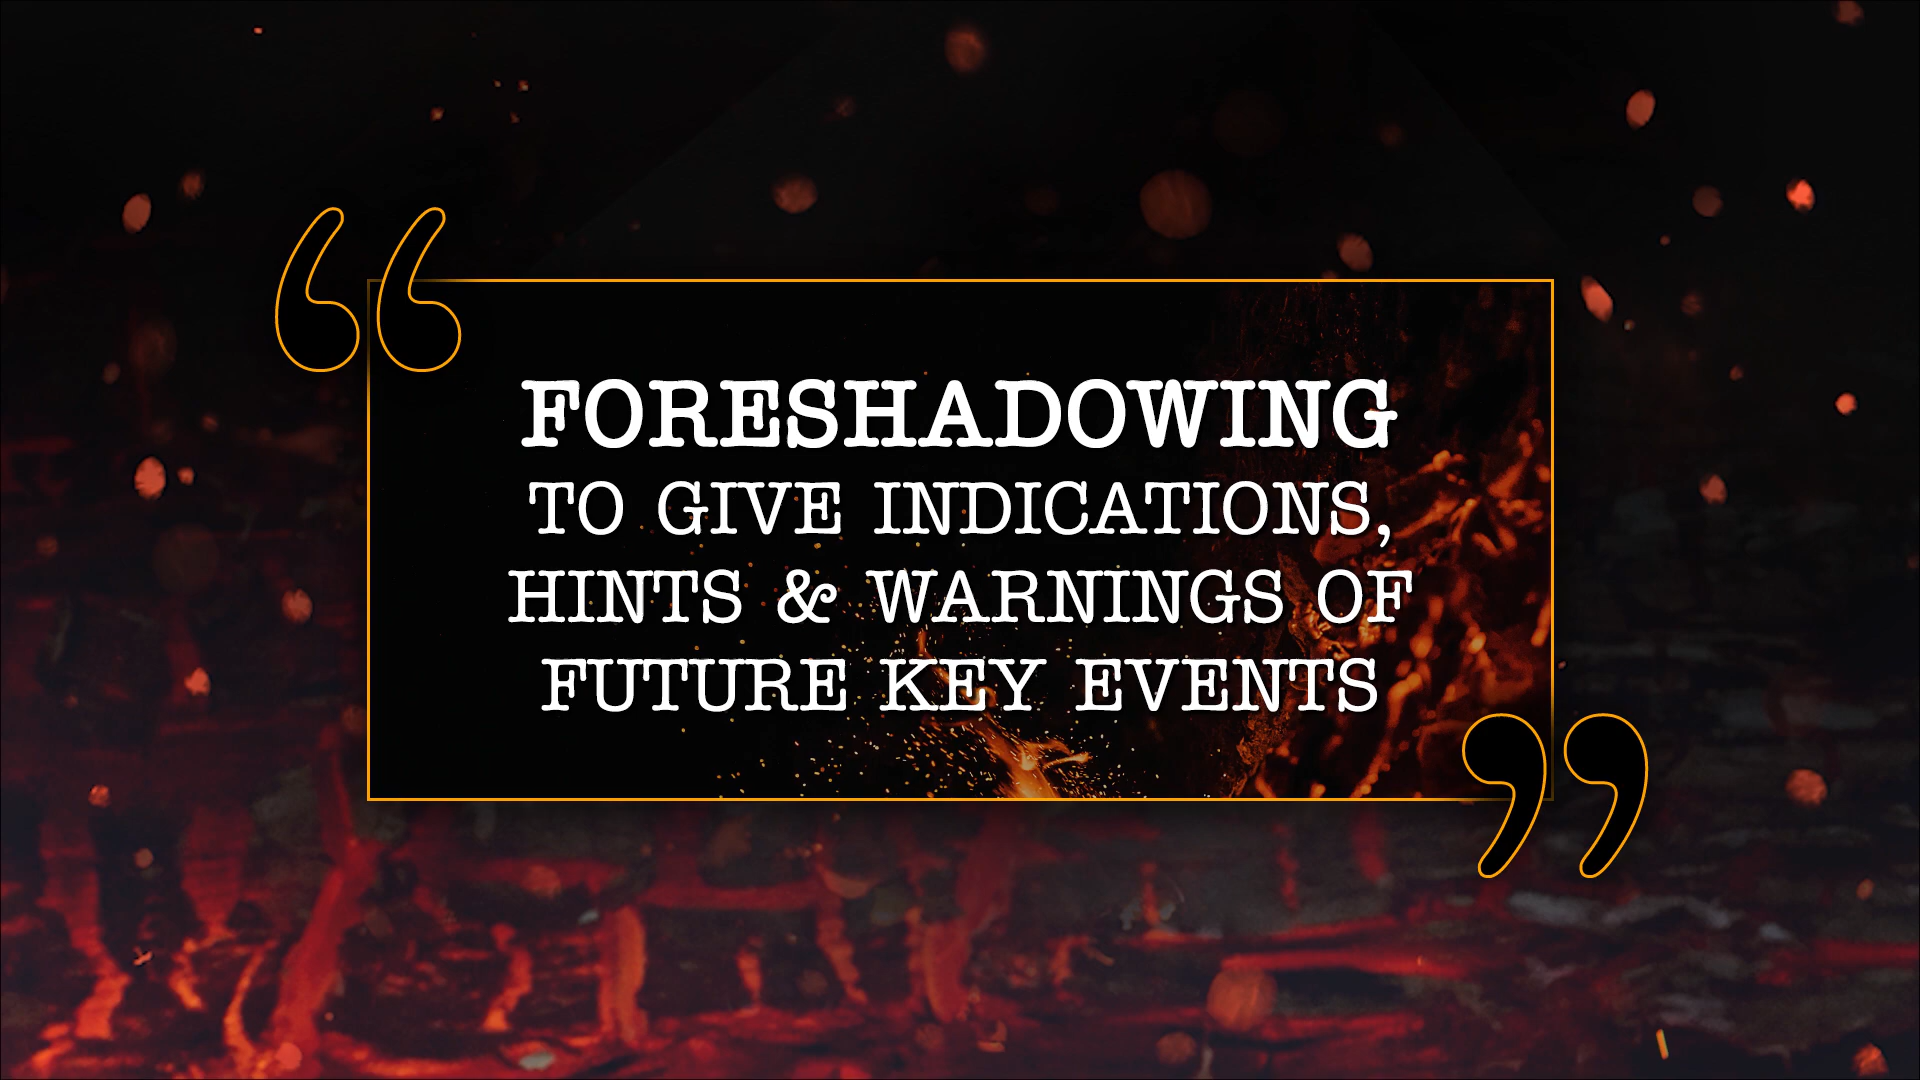 “
FORESHADOWING
TO GIVE INDICATIONS,
HINTS & WARNINGS OF
FUTURE KEY EVENTS
”